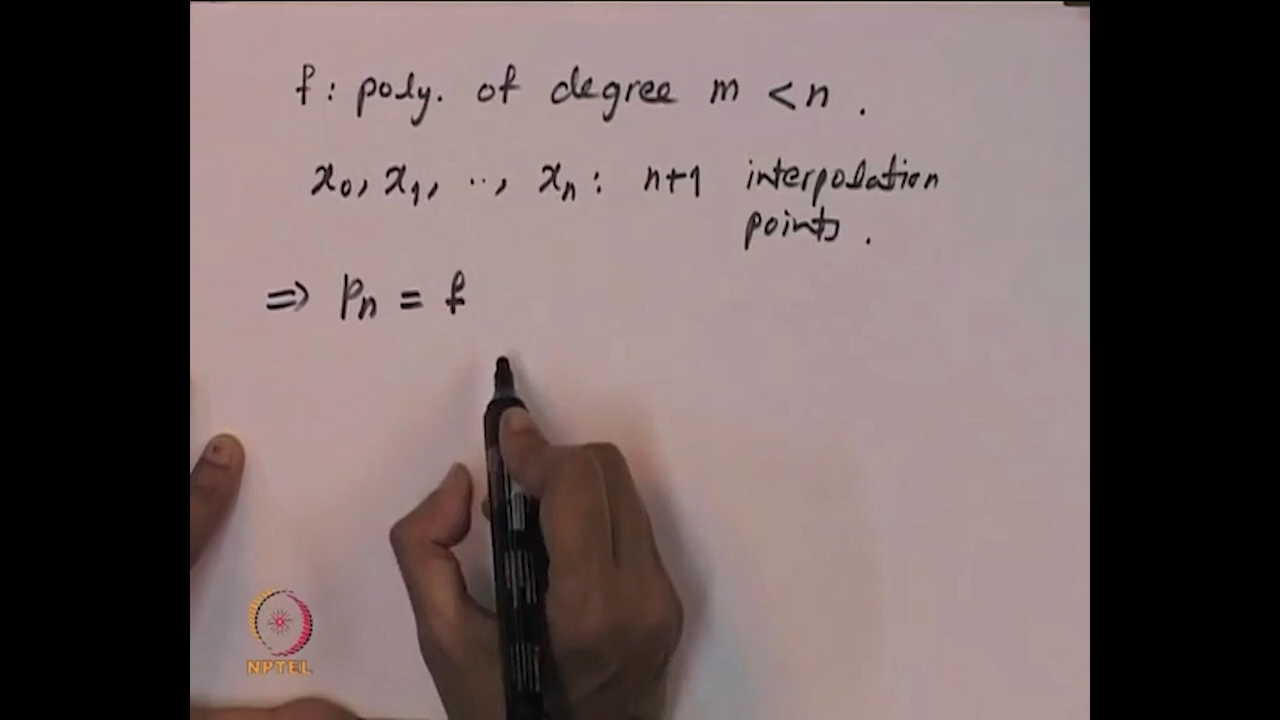 f : poly. of degree m < n .
x₀, x₁, .., xₙ : n+1 interpolation
points .
⇒ pₙ = f
NPTEL